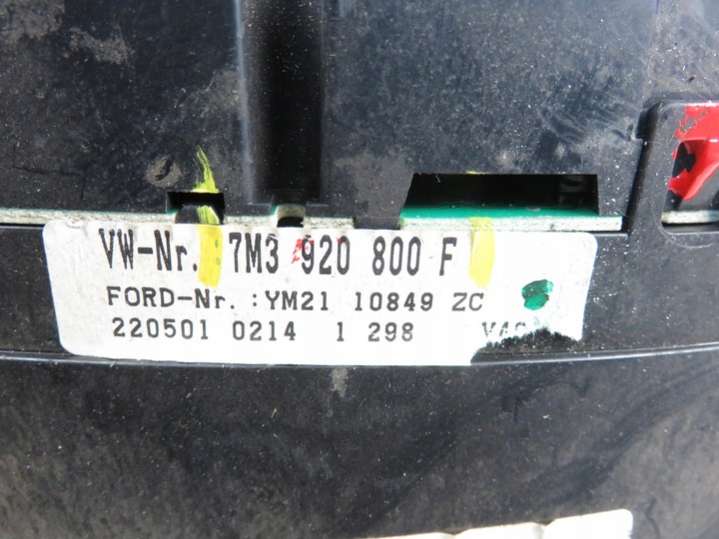 VW-Nr. : 7M3 920 800 F
FORD-Nr. :YM21 10849 ZC
220501 0214 1 298